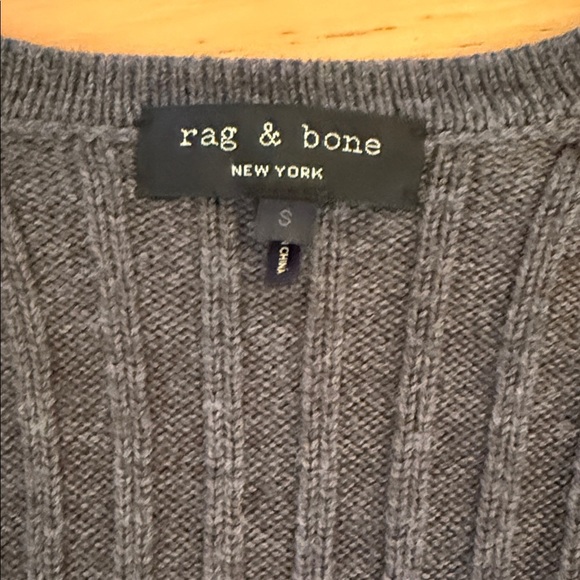 rag & bone
NEW YORK
S
CHINA